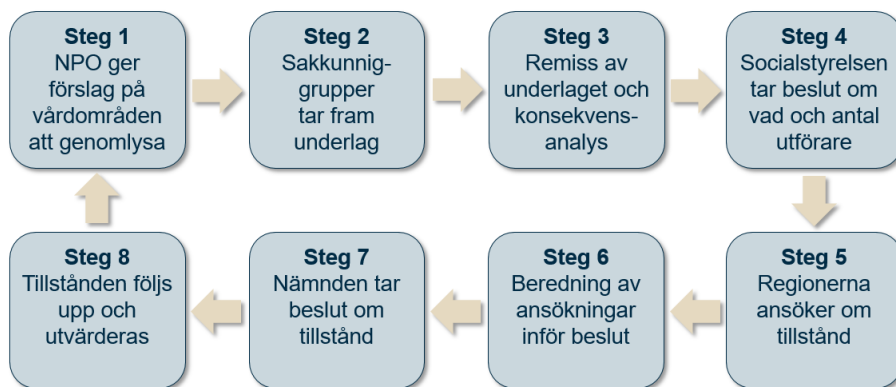 Steg 1
NPO ger
förslag på
vårdområden
att genomlysa
Steg 2
Sakkunnig-
grupper
tar fram
underlag
Steg 3
Remiss av
underlaget och
konsekvens-
analys
Steg 4
Socialstyrelsen
tar beslut om
vad och antal
utförare
Steg 5
Regionerna
ansöker om
tillstånd
Steg 6
Beredning av
ansökningar
inför beslut
Steg 7
Nämnden tar
beslut om
tillstånd
Steg 8
Tillstånden följs
upp och
utvärderas